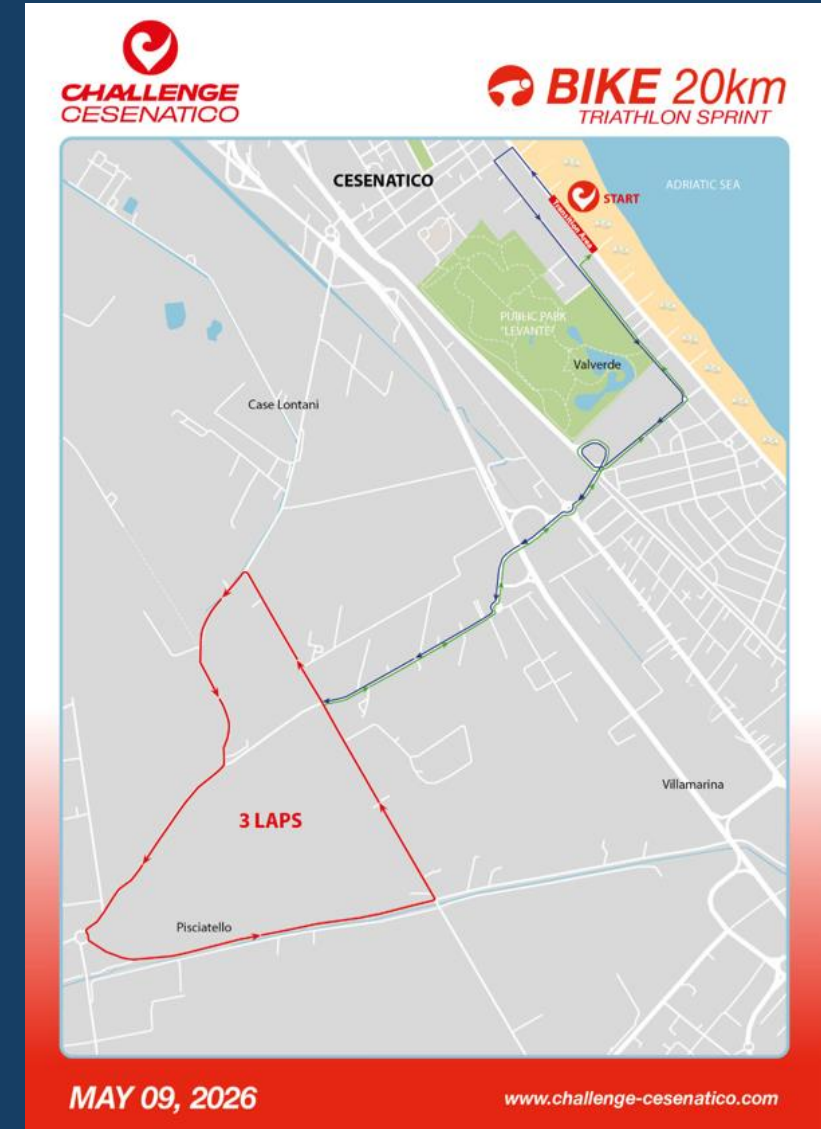 CHALLENGE
CESENATICO
BIKE 20km
TRIATHLON SPRINT
CESENATICO
ADRIATIC SEA
START
Transition Area
PUBLIC PARK
"LEVANTE"
Valverde
Case Lontani
Villamarina
3 LAPS
Pisciatello
MAY 09, 2026
www.challenge-cesenatico.com